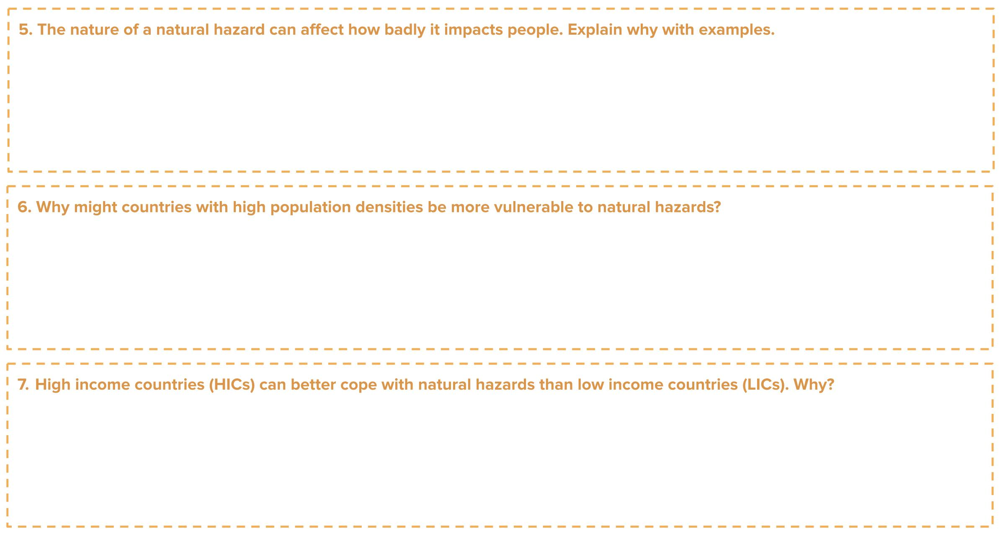 5. The nature of a natural hazard can affect how badly it impacts people. Explain why with examples.
6. Why might countries with high population densities be more vulnerable to natural hazards?
7. High income countries (HICs) can better cope with natural hazards than low income countries (LICs). Why?